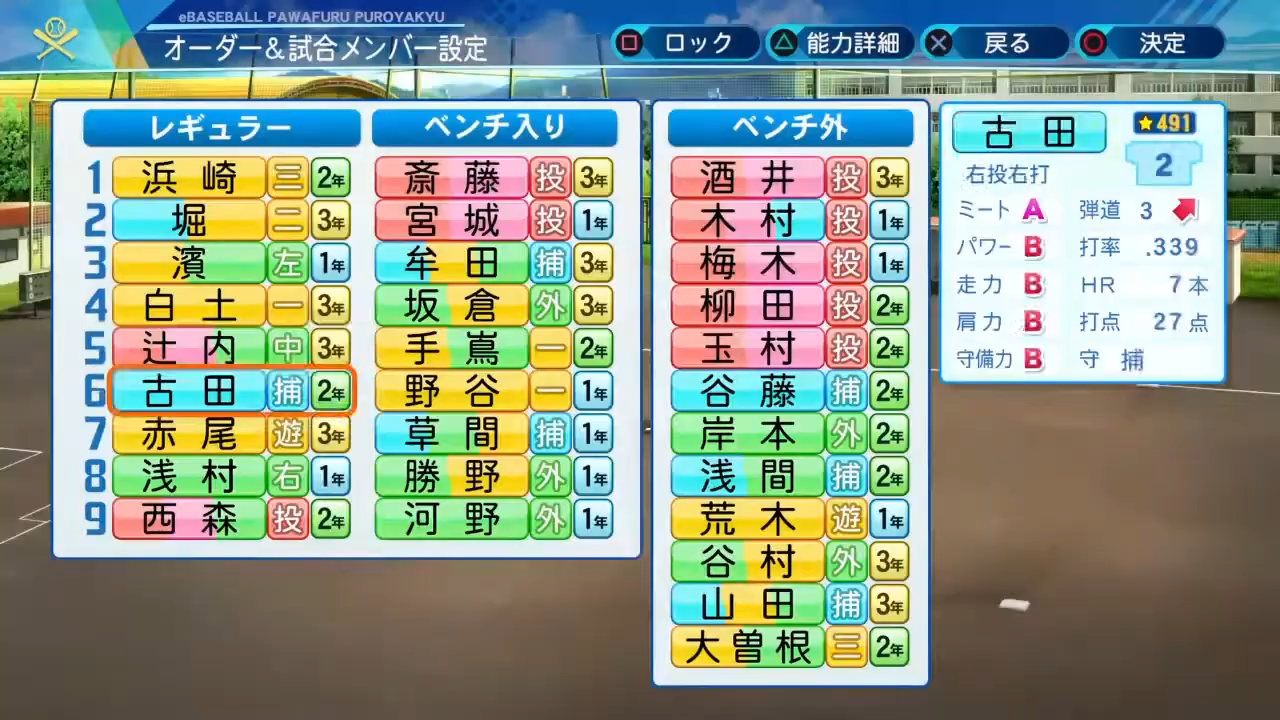 eBASEBALL PAWAFURU PUROYAKYU
オーダー&試合メンバー設定
ロック 能力詳細 戻る 決定
レギュラー
1 浜崎 三 2年
2 堀 二 3年
3 濱 左 1年
4 白土 一 3年
5 辻内 中 3年
6 古田 捕 2年
7 赤尾 遊 3年
8 浅村 右 1年
9 西森 投 2年
ベンチ入り
斎藤 投 3年
宮城 投 1年
牟田 捕 3年
坂倉 外 3年
手嶌 一 2年
野谷 一 1年
草間 捕 1年
勝野 外 1年
河野 外 1年
ベンチ外
酒井 投 3年
木村 投 1年
梅木 投 1年
柳田 投 2年
玉村 投 2年
谷藤 捕 2年
岸本 外 2年
浅間 捕 2年
荒木 遊 1年
谷村 外 3年
山田 捕 3年
大曽根 三 2年
古田 ★491
右投右打 2
ミート A 弾道 3
パワー B 打率 .339
走力 B HR 7本
肩力 B 打点 27点
守備力 B 守 捕